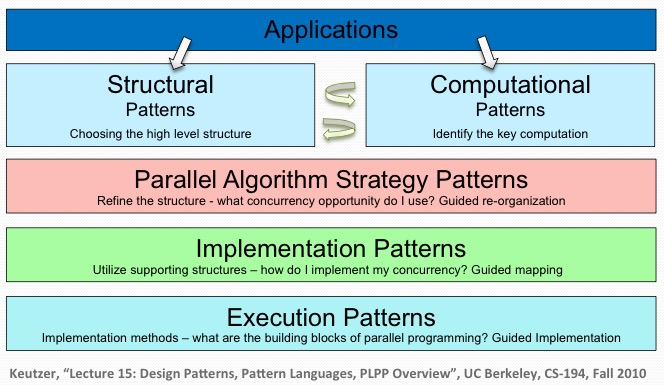 Applications
Structural
Patterns
Choosing the high level structure
Computational
Patterns
Identify the key computation
Parallel Algorithm Strategy Patterns
Refine the structure - what concurrency opportunity do I use? Guided re-organization
Implementation Patterns
Utilize supporting structures – how do I implement my concurrency? Guided mapping
Execution Patterns
Implementation methods – what are the building blocks of parallel programming? Guided Implementation
Keutzer, “Lecture 15: Design Patterns, Pattern Languages, PLPP Overview”, UC Berkeley, CS-194, Fall 2010